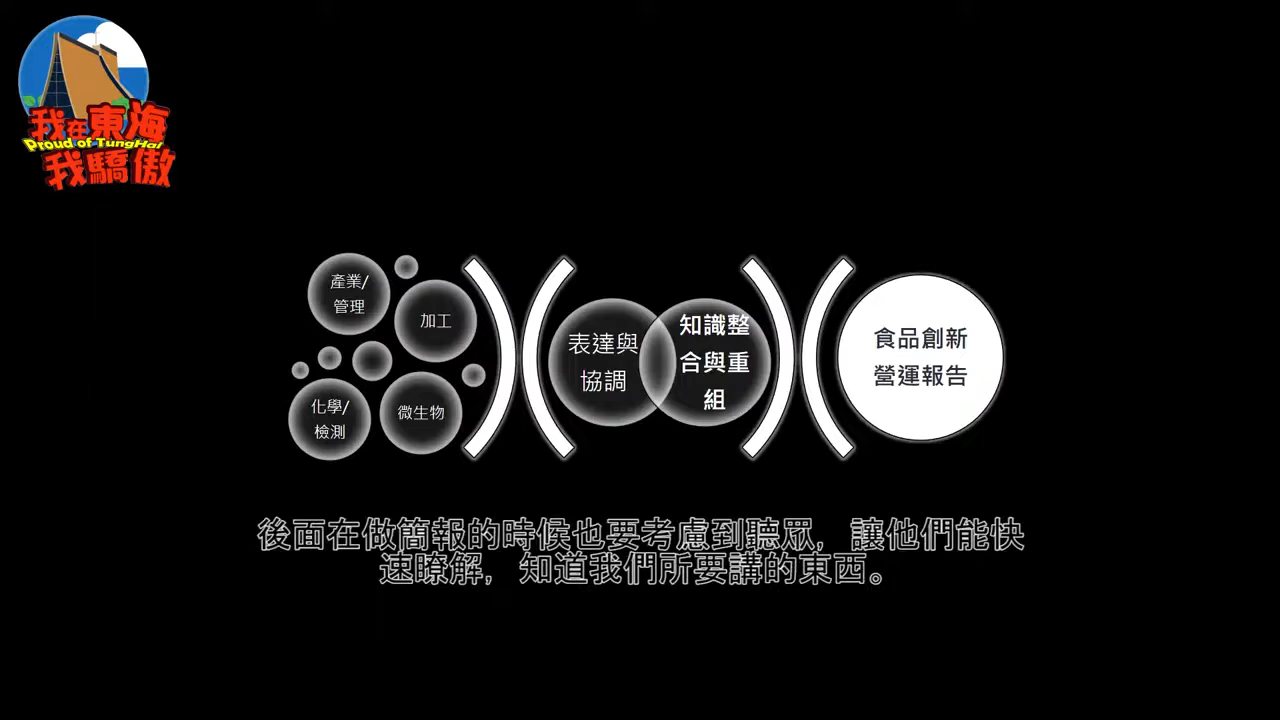 我在東海
Proud of TungHai
我驕傲
產業/
管理
加工
化學/
檢測
微生物
表達與
協調
知識整
合與重
組
食品創新
營運報告
後面在做簡報的時候也要考慮到聽眾，讓他們能快
速瞭解，知道我們所要講的東西。